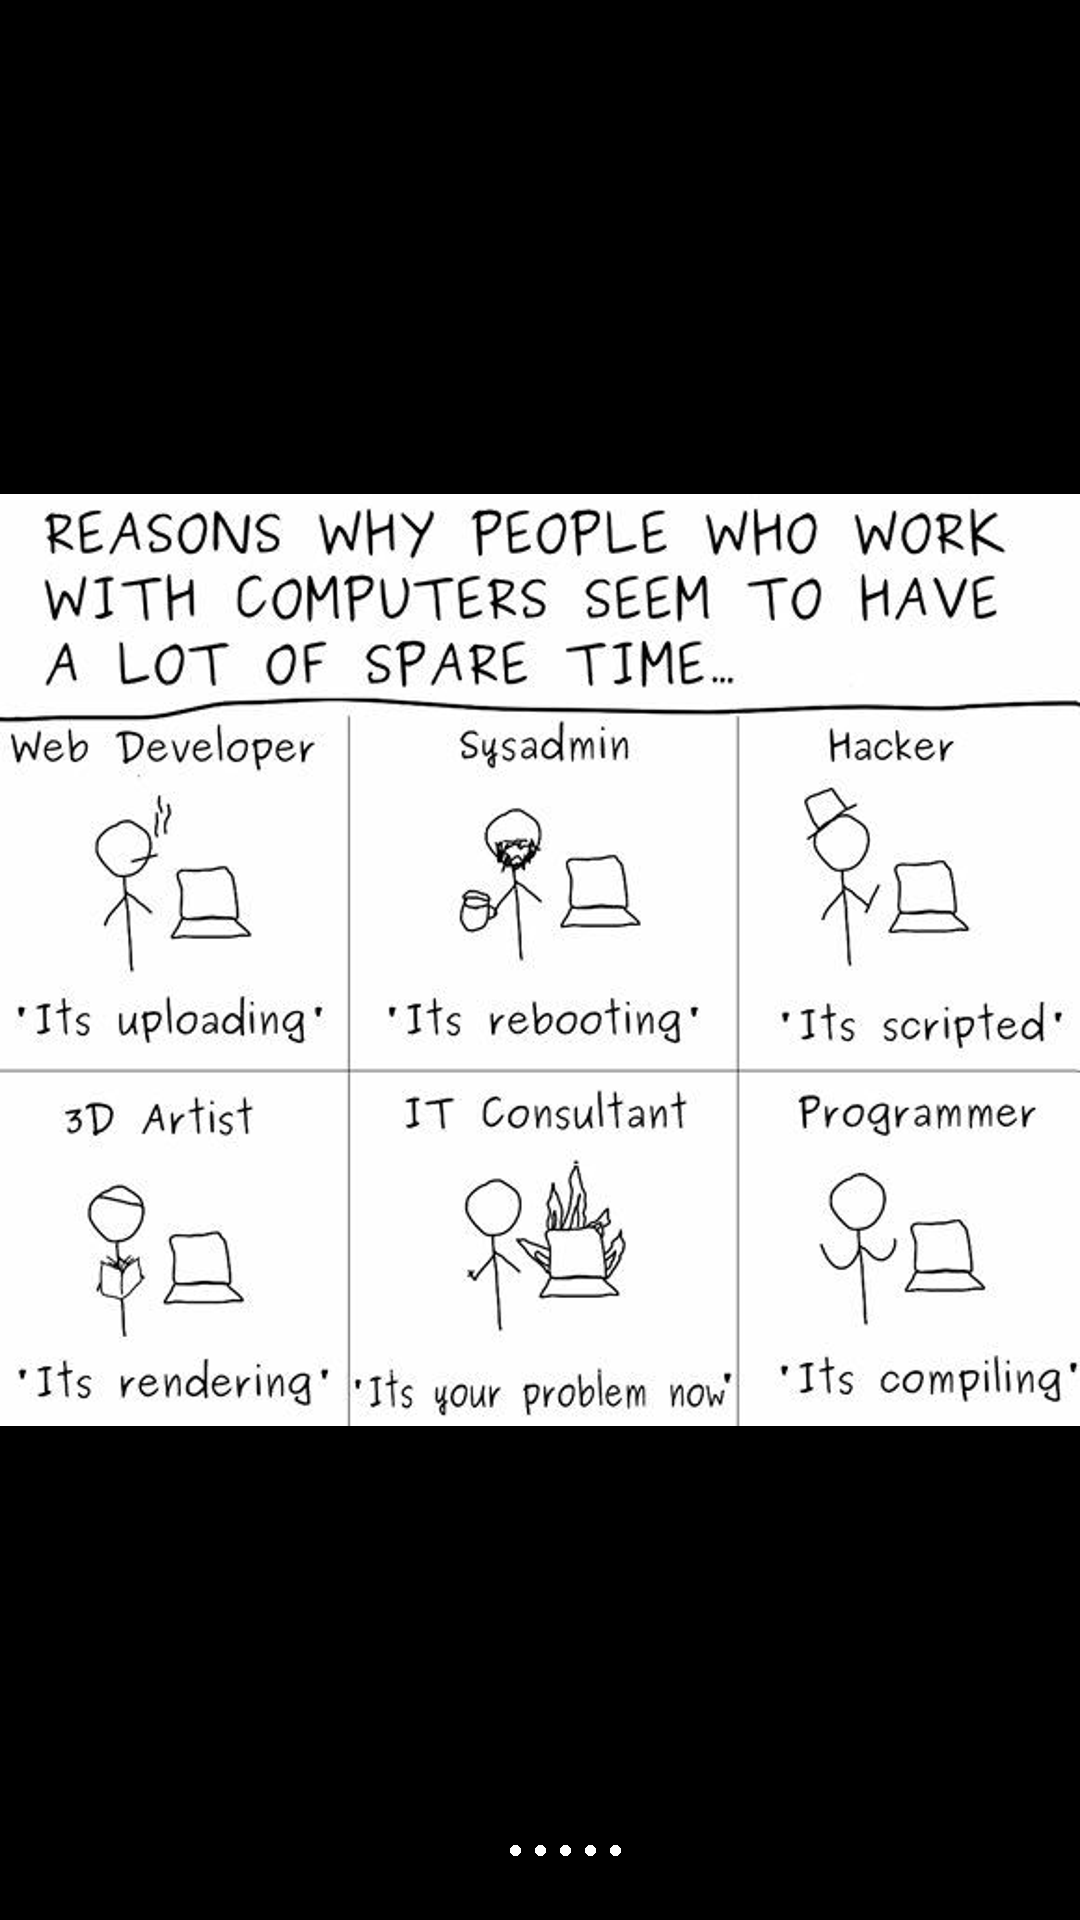 REASONS WHY PEOPLE WHO WORK
WITH COMPUTERS SEEM TO HAVE
A LOT OF SPARE TIME...
Web Developer
'Its uploading'
Sysadmin
'Its rebooting'
Hacker
'Its scripted'
3D Artist
'Its rendering'
IT Consultant
'Its your problem now'
Programmer
'Its compiling'